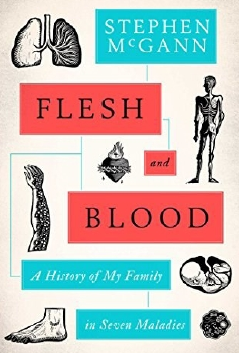 STEPHEN
McGANN
FLESH
and
BLOOD
A History of My Family
in Seven Maladies